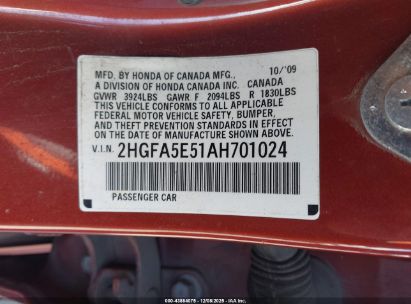 MFD. BY HONDA OF CANADA MFG., 10/'09
A DIVISION OF HONDA CANADA INC. CANADA
GVWR 3924LBS GAWR F 2094LBS R 1830LBS
THIS VEHICLE CONFORMS TO ALL APPLICABLE
FEDERAL MOTOR VEHICLE SAFETY, BUMPER,
AND THEFT PREVENTION STANDARDS IN EFFECT
ON THE DATE OF MANUFACTURE SHOWN ABOVE.
V.I.N. 2HGFA5E51AH701024
PASSENGER CAR